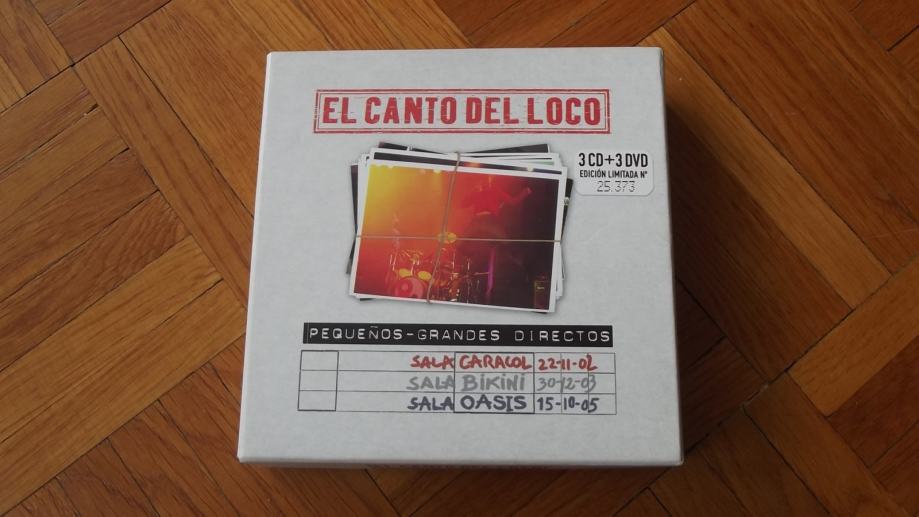 EL CANTO DEL LOCO
3 CD+3 DVD
EDICIÓN LIMITADA Nº
25.373
PEQUEÑOS-GRANDES DIRECTOS
SALA CARACOL 22-11-02
SALA BIKINI 30-12-03
SALA OASIS 15-10-05